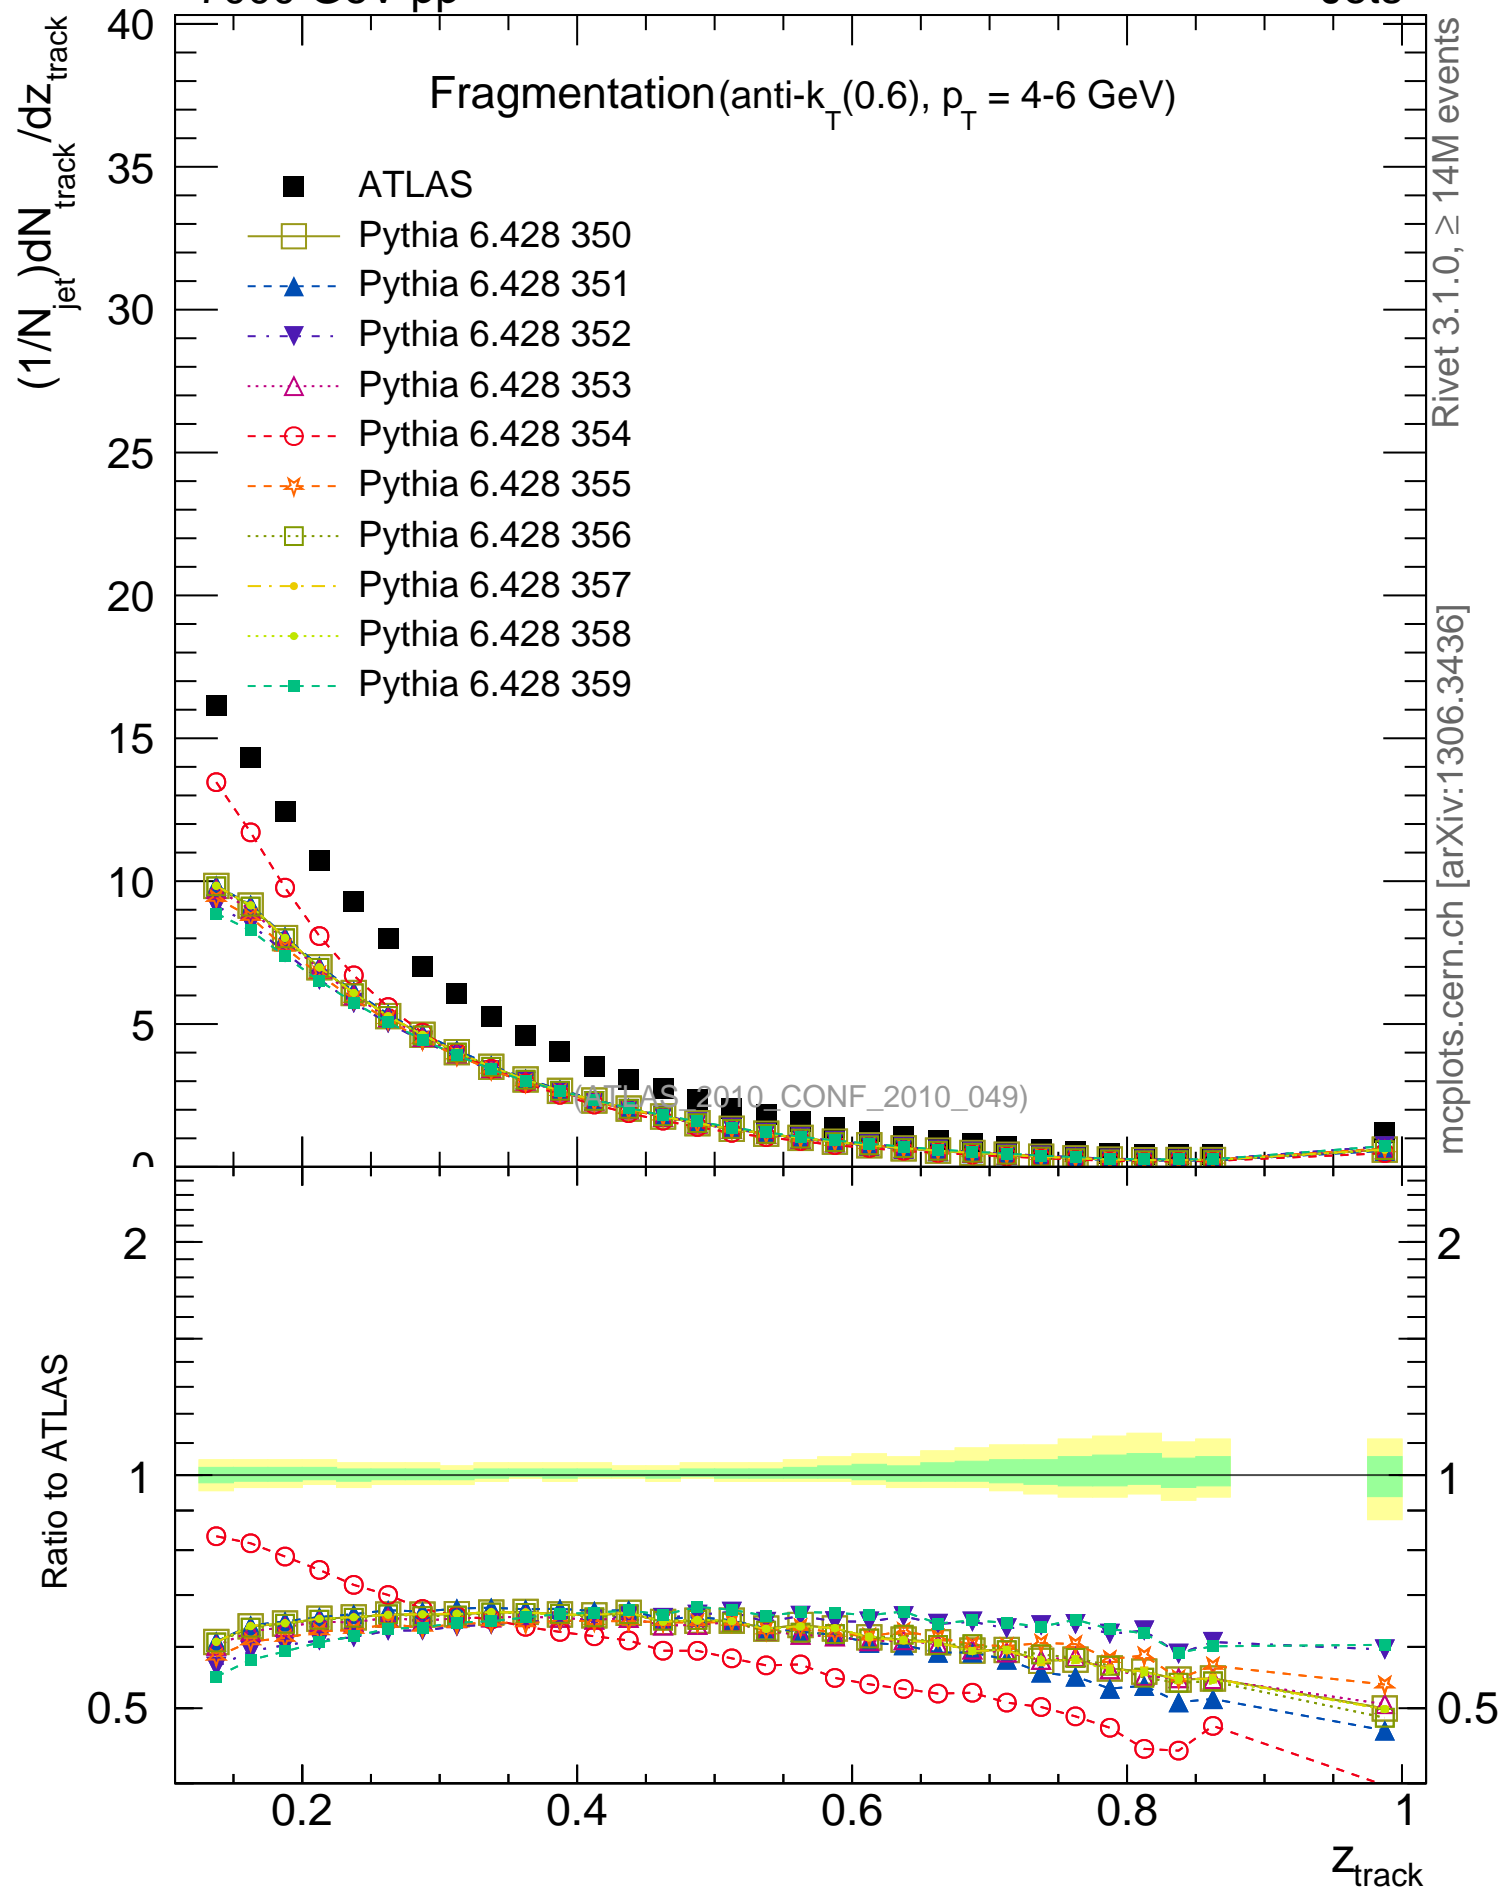 7000 GeV pp
Jets
Fragmentation (anti-k_T(0.6), p_T = 4-6 GeV)
(1/N_jet)dN_track/dz_track
40
35
30
25
20
15
10
5
0
ATLAS
Pythia 6.428 350
Pythia 6.428 351
Pythia 6.428 352
Pythia 6.428 353
Pythia 6.428 354
Pythia 6.428 355
Pythia 6.428 356
Pythia 6.428 357
Pythia 6.428 358
Pythia 6.428 359
(ATLAS_2010_CONF_2010_049)
Rivet 3.1.0, ≥ 14M events
mcplots.cern.ch [arXiv:1306.3436]
Ratio to ATLAS
2
1
0.5
2
1
0.5
0.2
0.4
0.6
0.8
1
z_track